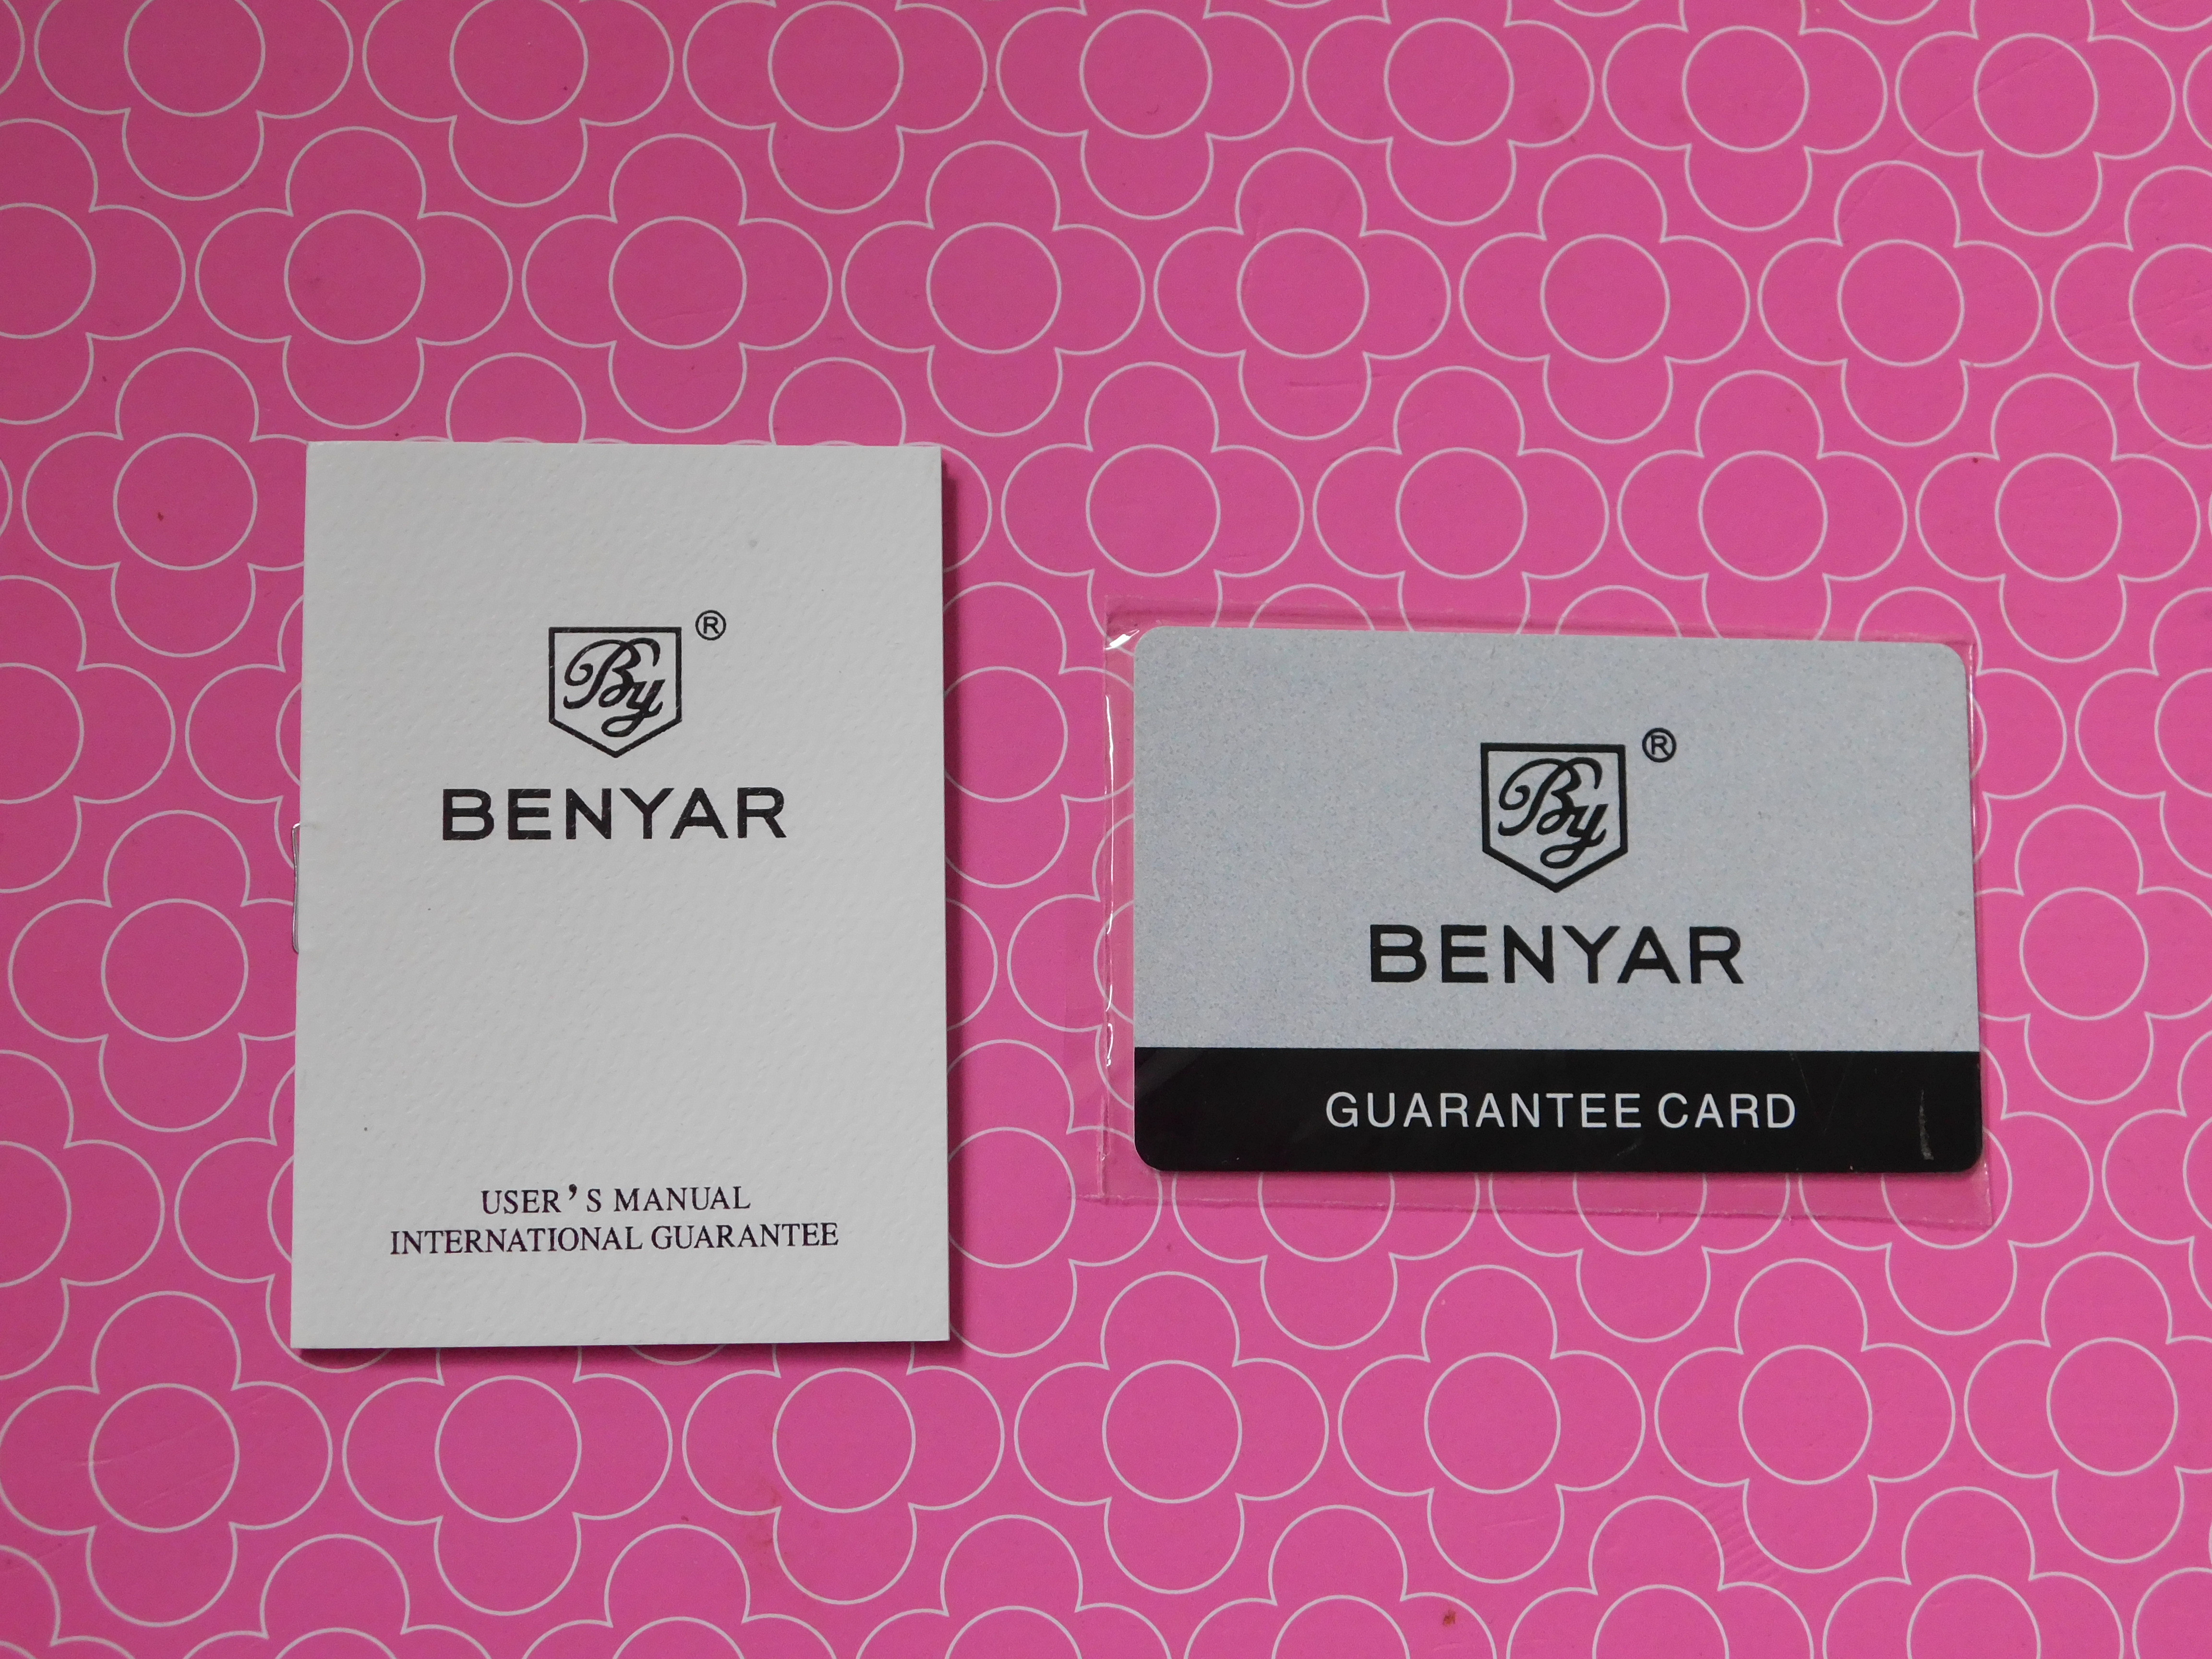 By ®
BENYAR
USER'S MANUAL
INTERNATIONAL GUARANTEE
By ®
BENYAR
GUARANTEE CARD